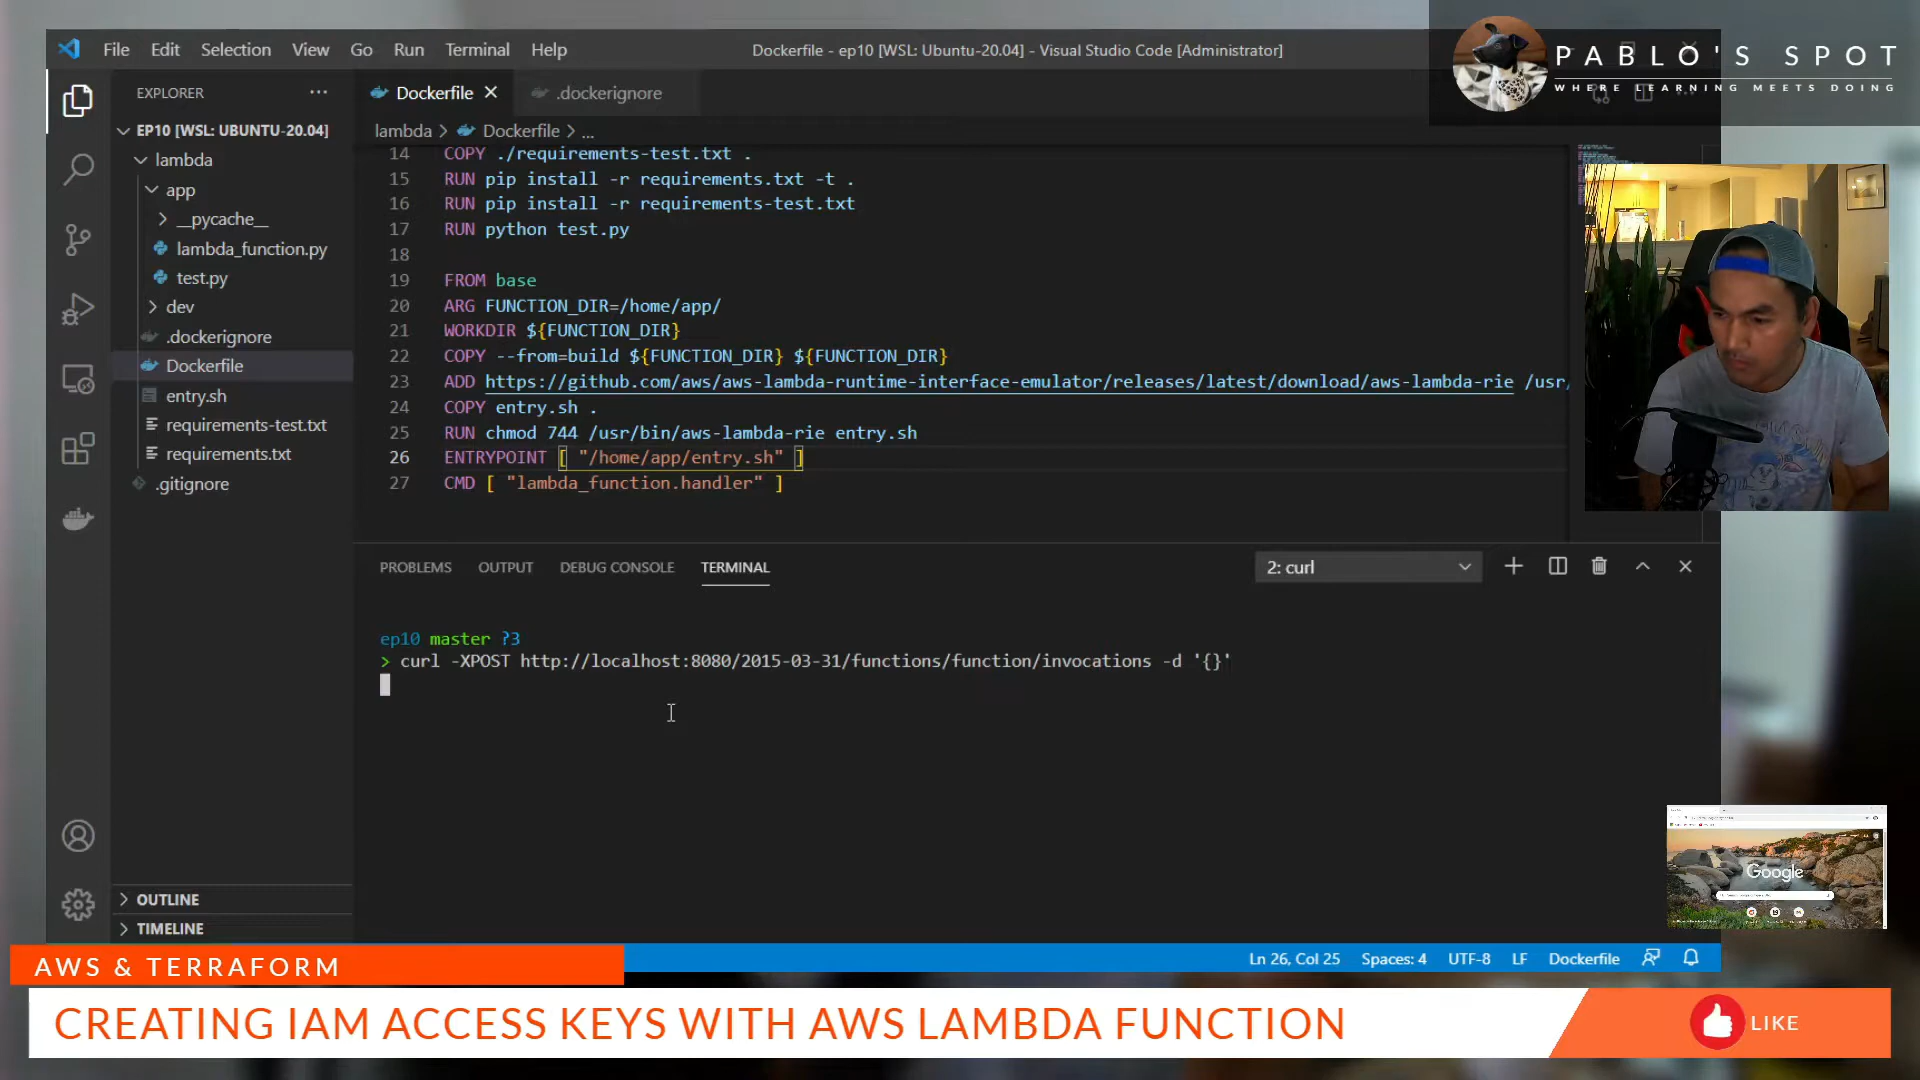 File Edit Selection View Go Run Terminal Help
Dockerfile - ep10 [WSL: Ubuntu-20.04] - Visual Studio Code [Administrator]
PABLO'S SPOT
WHERE LEARNING MEETS DOING
EXPLORER
Dockerfile
.dockerignore
EP10 [WSL: UBUNTU-20.04]
lambda
app
__pycache__
lambda_function.py
test.py
dev
.dockerignore
Dockerfile
entry.sh
requirements-test.txt
requirements.txt
.gitignore
OUTLINE
TIMELINE
lambda > Dockerfile > ...
14 COPY ./requirements-test.txt .
15 RUN pip install -r requirements.txt -t .
16 RUN pip install -r requirements-test.txt
17 RUN python test.py
18
19 FROM base
20 ARG FUNCTION_DIR=/home/app/
21 WORKDIR ${FUNCTION_DIR}
22 COPY --from=build ${FUNCTION_DIR} ${FUNCTION_DIR}
23 ADD https://github.com/aws/aws-lambda-runtime-interface-emulator/releases/latest/download/aws-lambda-rie /usr/
24 COPY entry.sh .
25 RUN chmod 744 /usr/bin/aws-lambda-rie entry.sh
26 ENTRYPOINT [ "/home/app/entry.sh" ]
27 CMD [ "lambda_function.handler" ]
PROBLEMS OUTPUT DEBUG CONSOLE TERMINAL
2: curl
ep10 master ?3
> curl -XPOST http://localhost:8080/2015-03-31/functions/function/invocations -d '{}'
Google
Ln 26, Col 25 Spaces: 4 UTF-8 LF Dockerfile
AWS & TERRAFORM
CREATING IAM ACCESS KEYS WITH AWS LAMBDA FUNCTION
LIKE